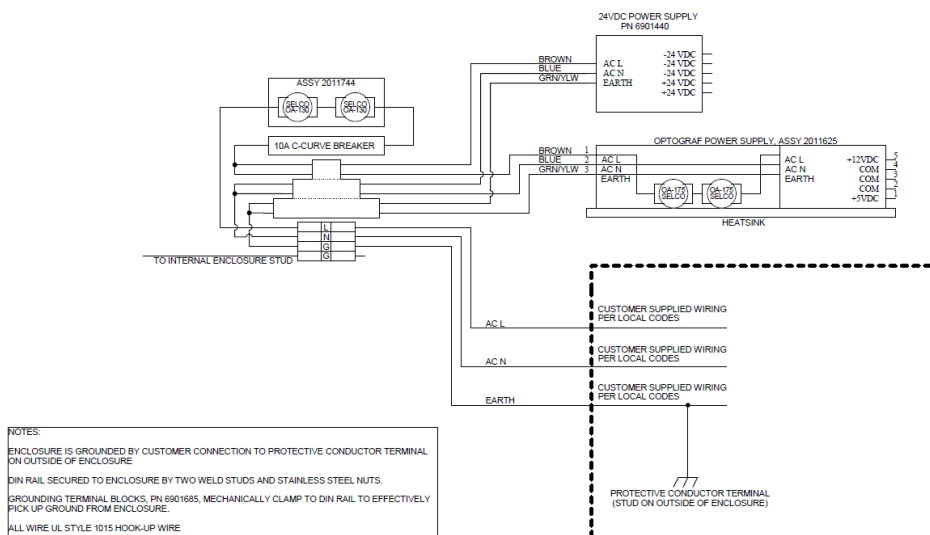 24VDC POWER SUPPLY
PN 6901440
BROWN
BLUE
GRN/YLW
AC L
AC N
EARTH
-24 VDC
-24 VDC
-24 VDC
+24 VDC
+24 VDC
ASSY 2011744
SELCO
OA-130
SELCO
OA-130
10A C-CURVE BREAKER
OPTOGRAF POWER SUPPLY, ASSY 2011625
BROWN 1
BLUE 2
GRN/YLW 3
AC L
AC N
EARTH
OA-175
SELCO
OA-175
SELCO
AC L
AC N
EARTH
+12VDC 5
COM 4
COM 3
COM 2
+5VDC 1
HEATSINK
L
N
G
G
TO INTERNAL ENCLOSURE STUD
AC L
CUSTOMER SUPPLIED WIRING
PER LOCAL CODES
AC N
CUSTOMER SUPPLIED WIRING
PER LOCAL CODES
EARTH
CUSTOMER SUPPLIED WIRING
PER LOCAL CODES
PROTECTIVE CONDUCTOR TERMINAL
(STUD ON OUTSIDE OF ENCLOSURE)
NOTES:
ENCLOSURE IS GROUNDED BY CUSTOMER CONNECTION TO PROTECTIVE CONDUCTOR TERMINAL
ON OUTSIDE OF ENCLOSURE
DIN RAIL SECURED TO ENCLOSURE BY TWO WELD STUDS AND STAINLESS STEEL NUTS.
GROUNDING TERMINAL BLOCKS, PN 6901685, MECHANICALLY CLAMP TO DIN RAIL TO EFFECTIVELY
PICK UP GROUND FROM ENCLOSURE.
ALL WIRE UL STYLE 1015 HOOK-UP WIRE